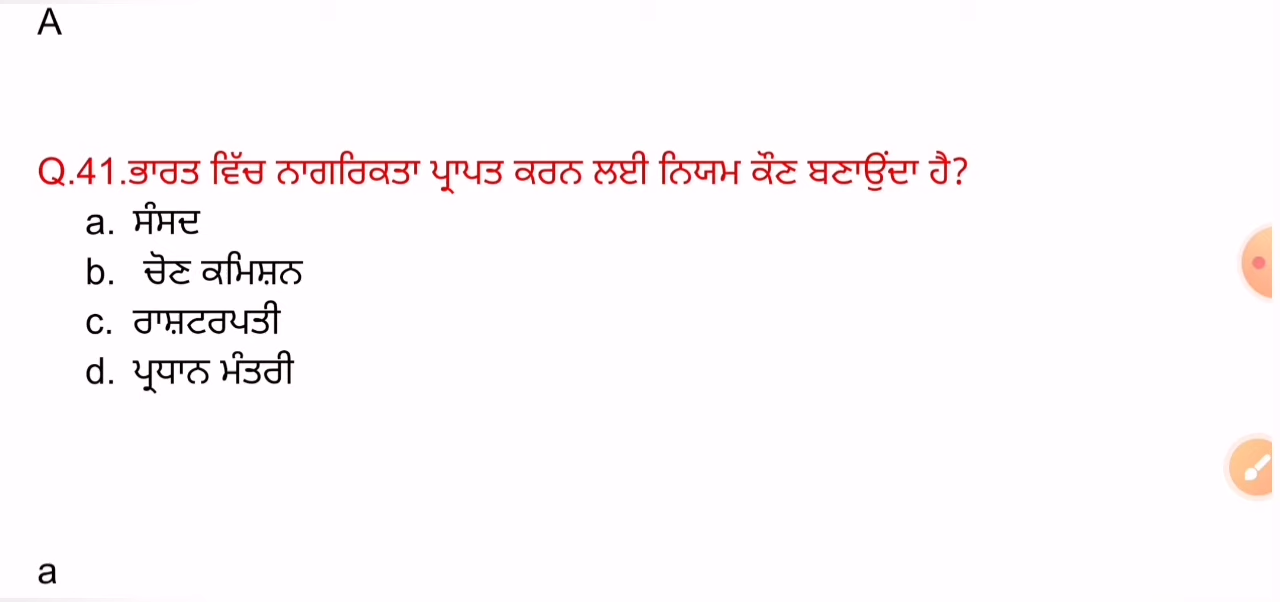 A
Q.41.ਭਾਰਤ ਵਿੱਚ ਨਾਗਰਿਕਤਾ ਪ੍ਰਾਪਤ ਕਰਨ ਲਈ ਨਿਯਮ ਕੌਣ ਬਣਾਉਂਦਾ ਹੈ?
a. ਸੰਸਦ
b. ਚੋਣ ਕਮਿਸ਼ਨ
c. ਰਾਸ਼ਟਰਪਤੀ
d. ਪ੍ਰਧਾਨ ਮੰਤਰੀ
a